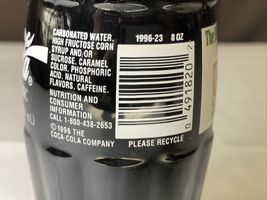 CARBONATED WATER,
HIGH FRUCTOSE CORN
SYRUP AND/OR
SUCROSE, CARAMEL
COLOR, PHOSPHORIC
ACID, NATURAL
FLAVORS, CAFFEINE.
NUTRITION AND
CONSUMER
INFORMATION
CALL 1-800-438-2653
© 1996 THE
COCA-COLA COMPANY
1996-23 8 OZ
0 491820 2
PLEASE RECYCLE
The